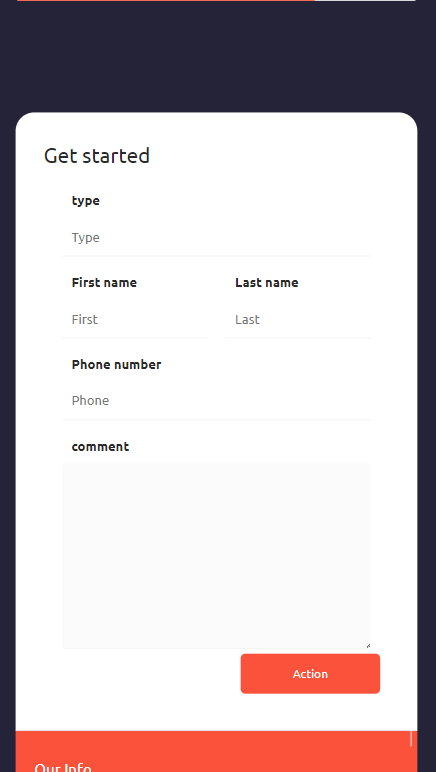 Get started
type
Type
First name Last name
First Last
Phone number
Phone
comment
Action
Our Info